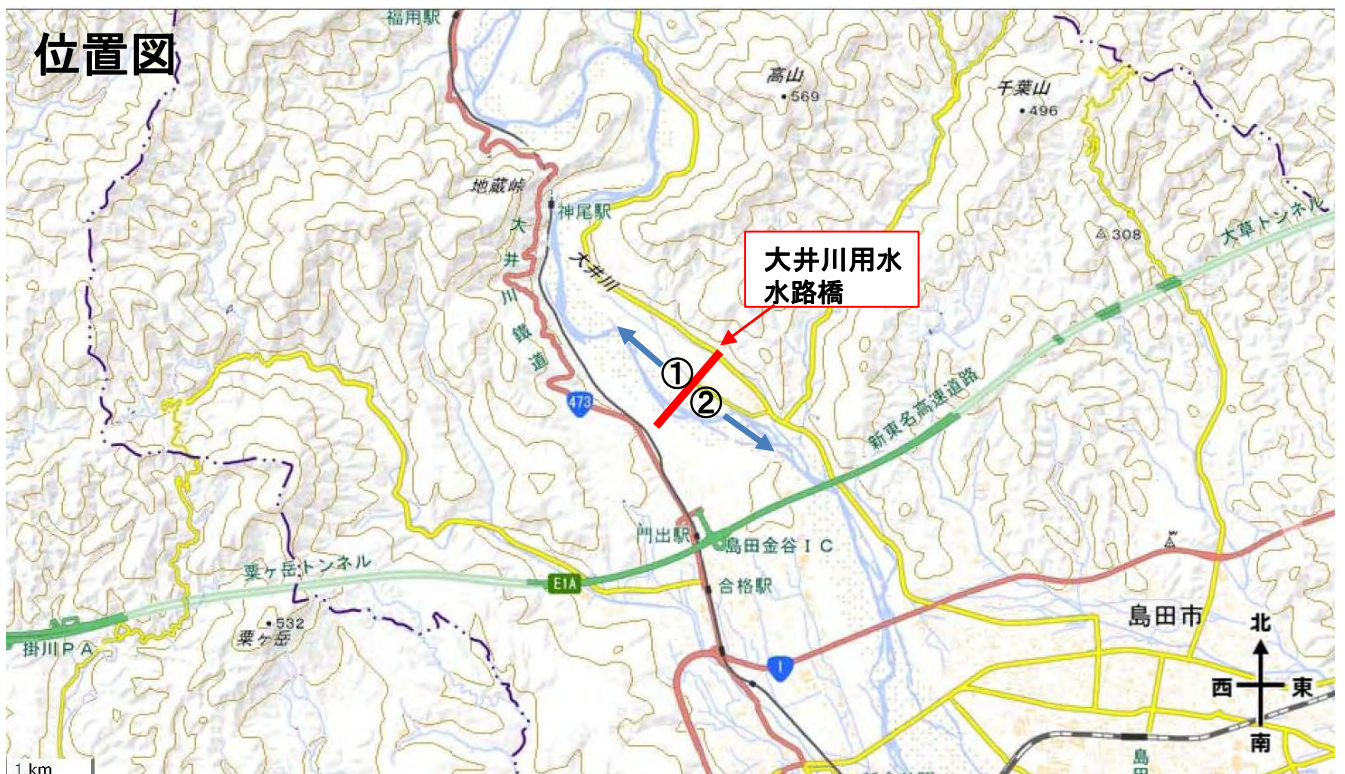 福用駅
位置図
高山
・569
千葉山
・496
地蔵峠
神尾駅
308
大草トンネル
大井川鐵道
大井川
大井川用水
水路橋
①
②
473
新東名高速道路
門出駅
島田金谷IC
粟ヶ岳トンネル
E1A
合格駅
・532
粟ヶ岳
掛川PA
島田市
北
西
東
南
1
1 km
島